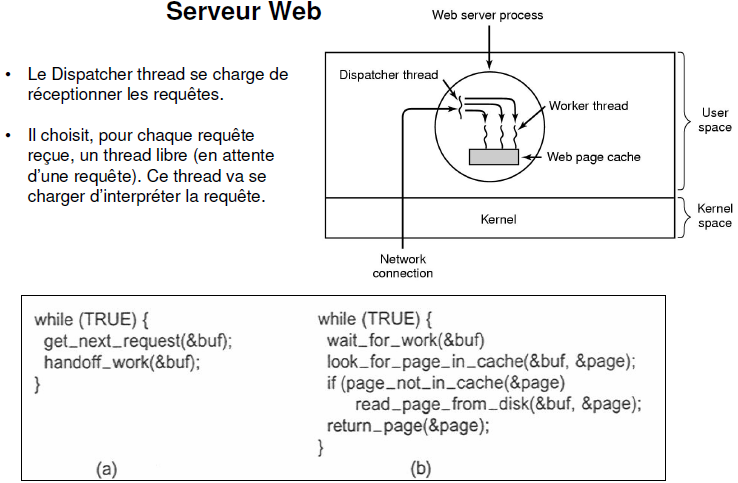 Serveur Web
• Le Dispatcher thread se charge de
réceptionner les requêtes.
• Il choisit, pour chaque requête
reçue, un thread libre (en attente
d'une requête). Ce thread va se
charger d'interpréter la requête.
Web server process
Dispatcher thread
Worker thread
Web page cache
User
space
Kernel
Kernel
space
Network
connection
while (TRUE) {
get_next_request(&buf);
handoff_work(&buf);
}
(a)
while (TRUE) {
wait_for_work(&buf)
look_for_page_in_cache(&buf, &page);
if (page_not_in_cache(&page)
read_page_from_disk(&buf, &page);
return_page(&page);
}
(b)